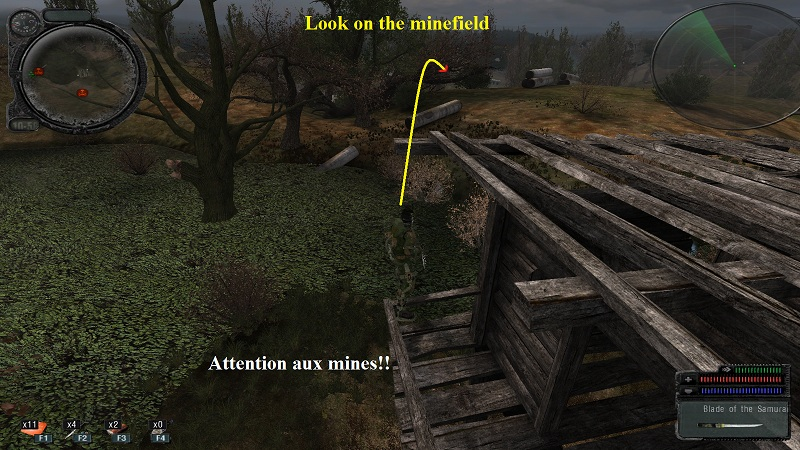 Look on the minefield
Attention aux mines!!
x11
x4
x2
x0
F1
F2
F3
F4
Blade of the Samurai